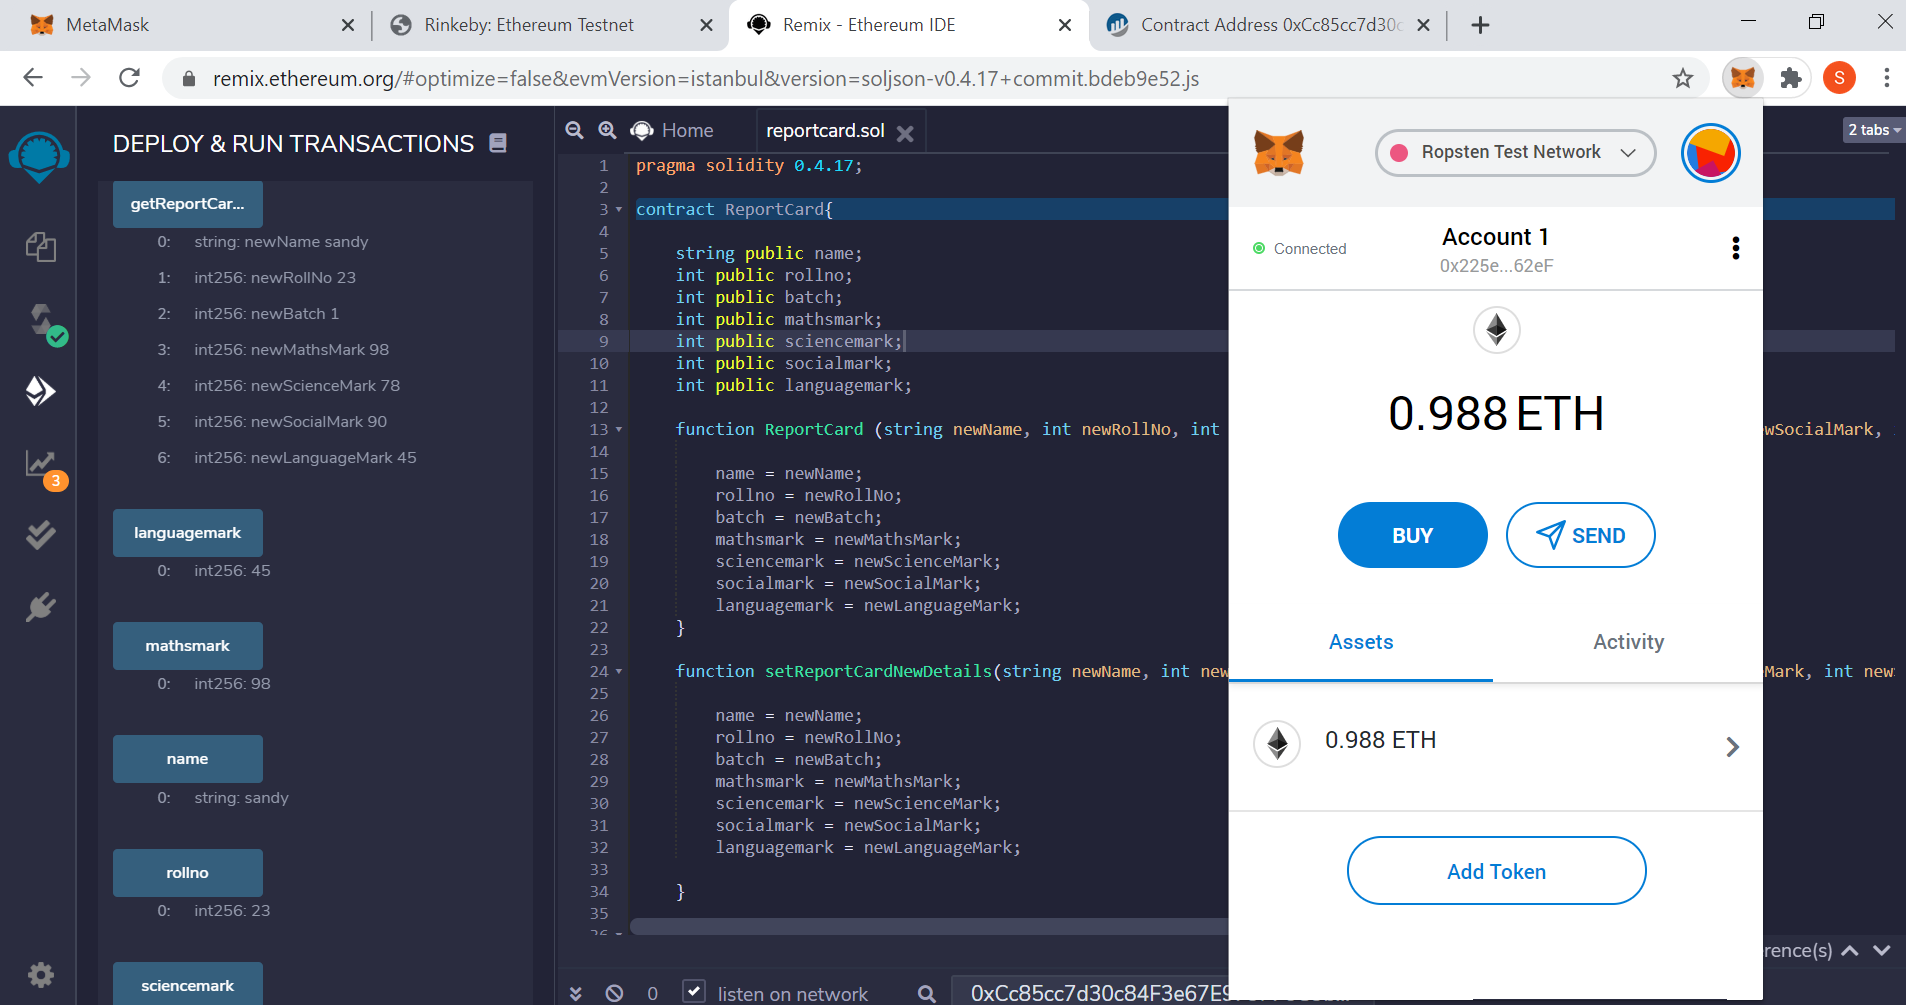 MetaMask
Rinkeby: Ethereum Testnet
Remix - Ethereum IDE
Contract Address 0xCc85cc7d30c
remix.ethereum.org/#optimize=false&evmVersion=istanbul&version=soljson-v0.4.17+commit.bdeb9e52.js
S
DEPLOY & RUN TRANSACTIONS
getReportCar...
0: string: newName sandy
1: int256: newRollNo 23
2: int256: newBatch 1
3: int256: newMathsMark 98
4: int256: newScienceMark 78
5: int256: newSocialMark 90
6: int256: newLanguageMark 45
3
languagemark
0: int256: 45
mathsmark
0: int256: 98
name
0: string: sandy
rollno
0: int256: 23
sciencemark
Home
reportcard.sol
2 tabs
1 pragma solidity 0.4.17;
2
3 contract ReportCard{
4
5 string public name;
6 int public rollno;
7 int public batch;
8 int public mathsmark;
9 int public sciencemark;
10 int public socialmark;
11 int public languagemark;
12
13 function ReportCard (string newName, int newRollNo, int wSocialMark,
14
15 name = newName;
16 rollno = newRollNo;
17 batch = newBatch;
18 mathsmark = newMathsMark;
19 sciencemark = newScienceMark;
20 socialmark = newSocialMark;
21 languagemark = newLanguageMark;
22 }
23
24 function setReportCardNewDetails(string newName, int new Mark, int new
25
26 name = newName;
27 rollno = newRollNo;
28 batch = newBatch;
29 mathsmark = newMathsMark;
30 sciencemark = newScienceMark;
31 socialmark = newSocialMark;
32 languagemark = newLanguageMark;
33
34 }
35
36
rence(s)
0
listen on network
0xCc85cc7d30c84F3e67E9
Ropsten Test Network
Connected
Account 1
0x225e...62eF
0.988 ETH
BUY
SEND
Assets
Activity
0.988 ETH
Add Token